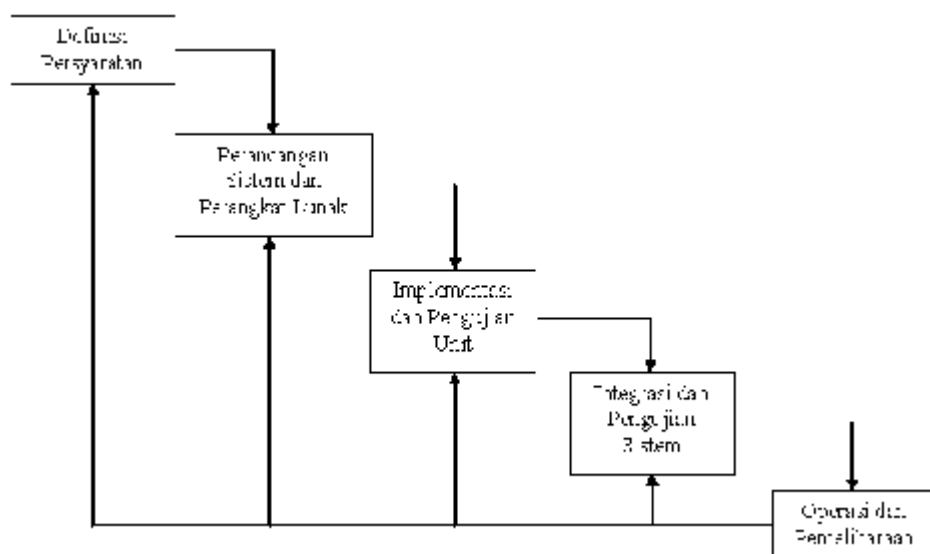 Definisi
Persyaratan
Perancangan
Sistem dan
Perangkat Lunak
Implementasi
dan Pengujian
Unit
Integrasi dan
Pengujian
Sistem
Operasi dan
Pemeliharaan